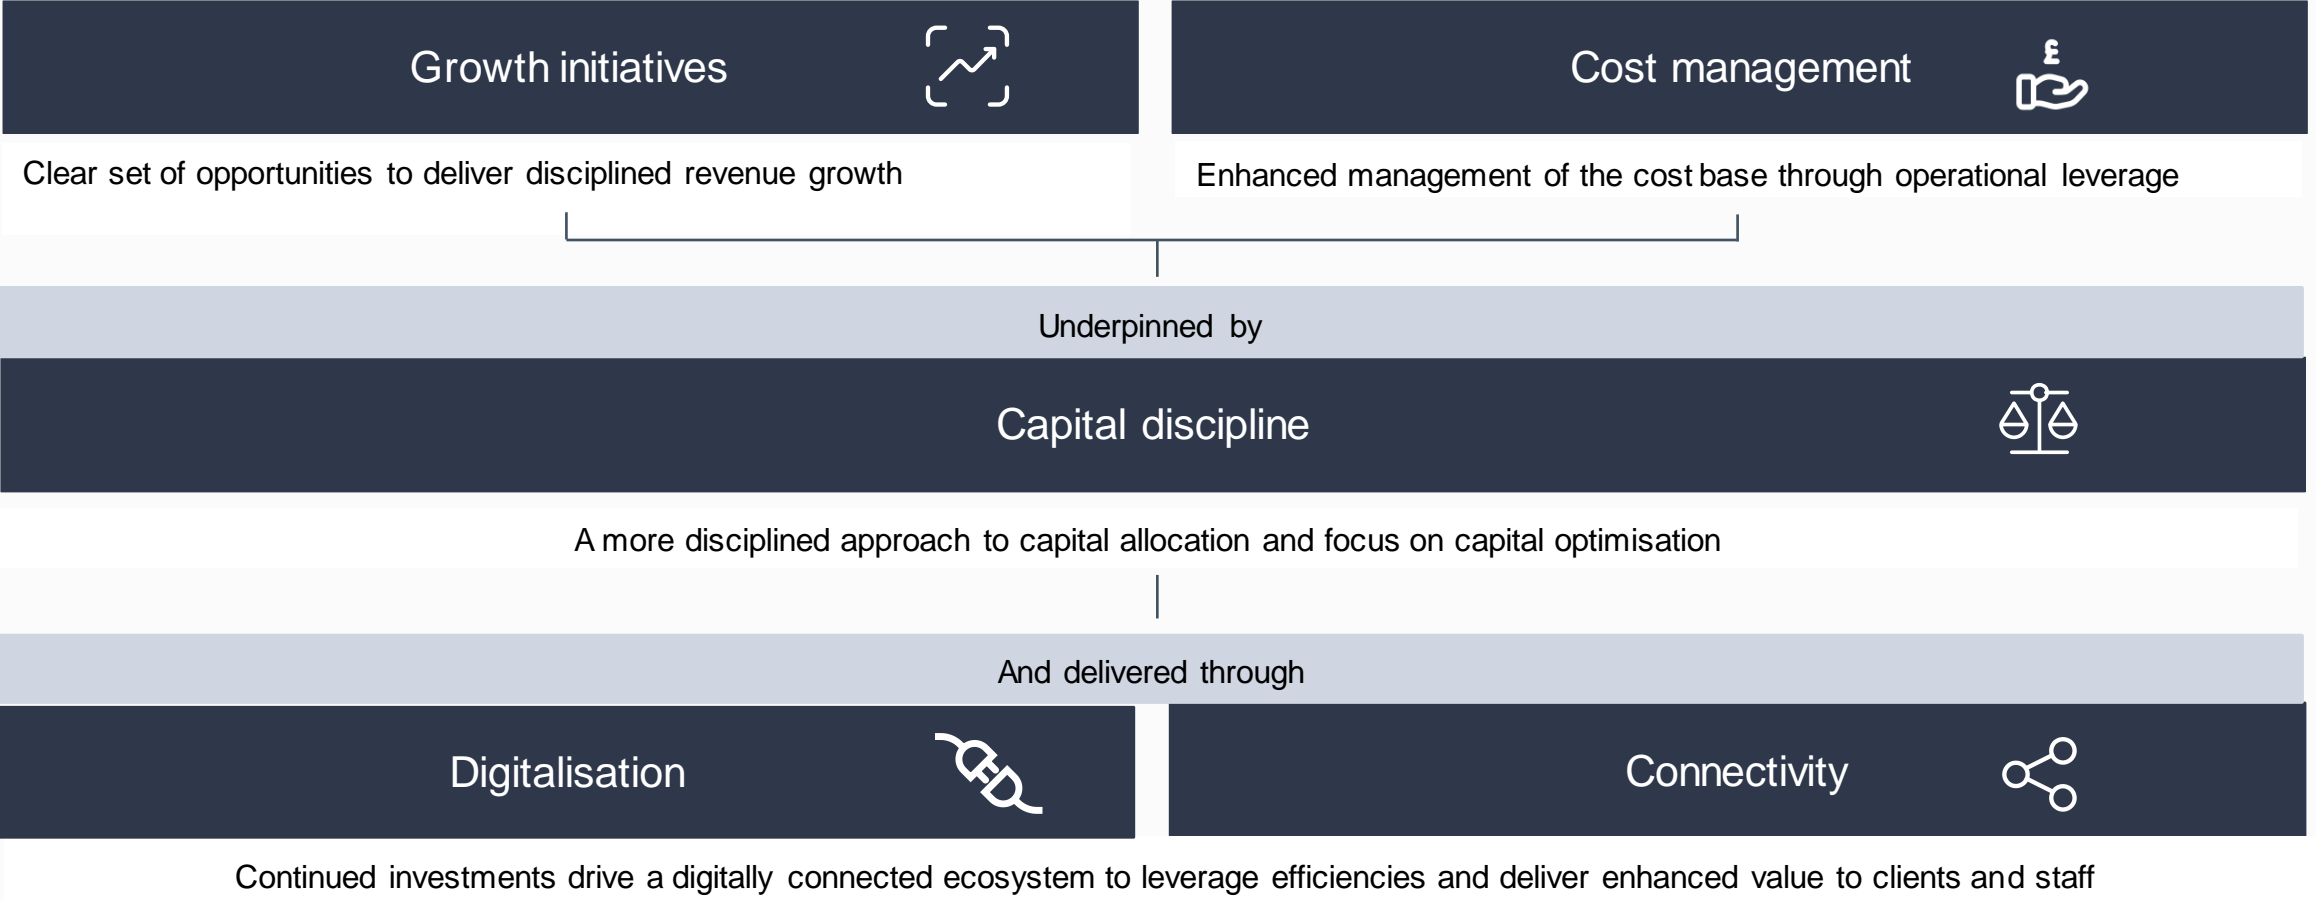 Growth initiatives
Cost management
£
Clear set of opportunities to deliver disciplined revenue growth
Enhanced management of the cost base through operational leverage
Underpinned by
Capital discipline
A more disciplined approach to capital allocation and focus on capital optimisation
And delivered through
Digitalisation
Connectivity
Continued investments drive a digitally connected ecosystem to leverage efficiencies and deliver enhanced value to clients and staff